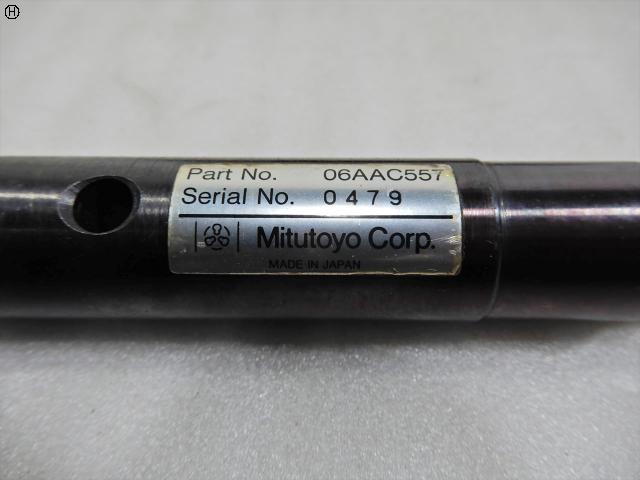 H
Part No. 06AAC557
Serial No. 0479
Mitutoyo Corp.
MADE IN JAPAN